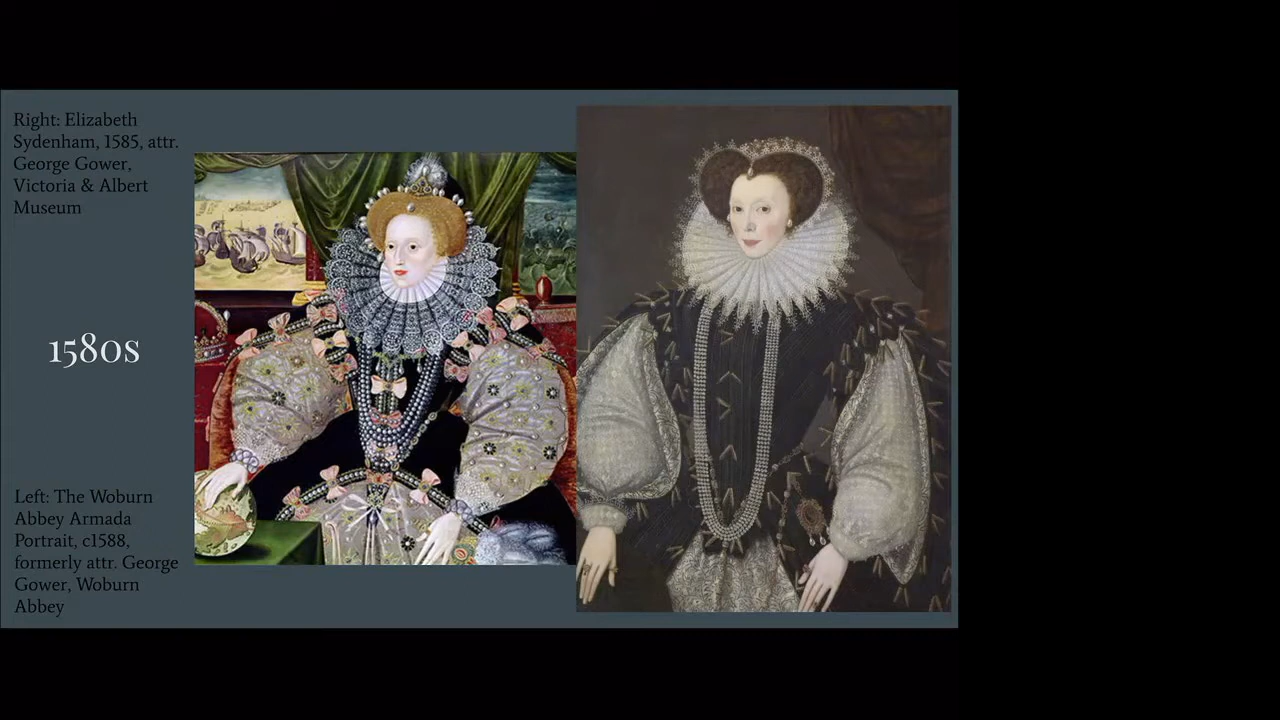 Right: Elizabeth
Sydenham, 1585, attr.
George Gower,
Victoria & Albert
Museum
1580s
Left: The Woburn
Abbey Armada
Portrait, c1588,
formerly attr. George
Gower, Woburn
Abbey